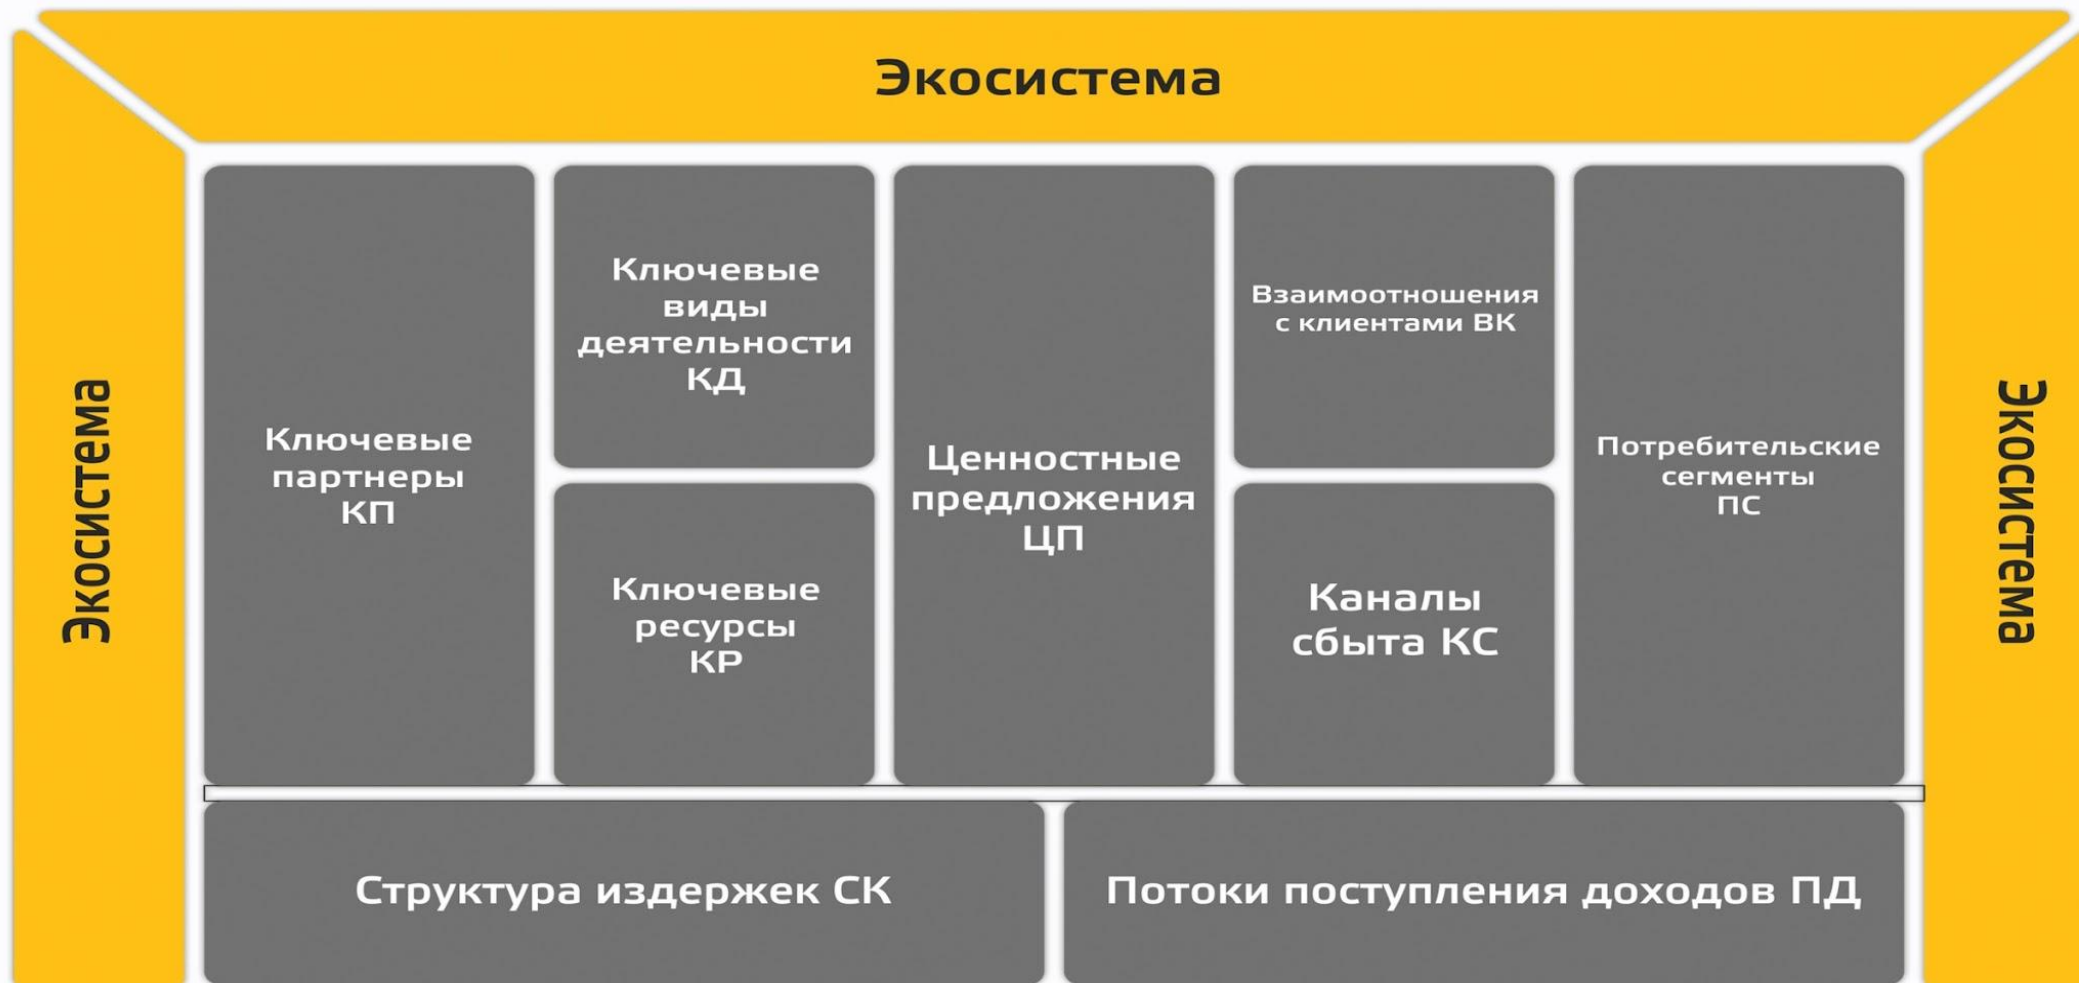 Экосистема
Экосистема
Ключевые
партнеры
КП
Ключевые
виды
деятельности
КД
Ключевые
ресурсы
КР
Ценностные
предложения
ЦП
Взаимоотношения
с клиентами ВК
Каналы
сбыта КС
Потребительские
сегменты
ПС
Экосистема
Структура издержек СК
Потоки поступления доходов ПД